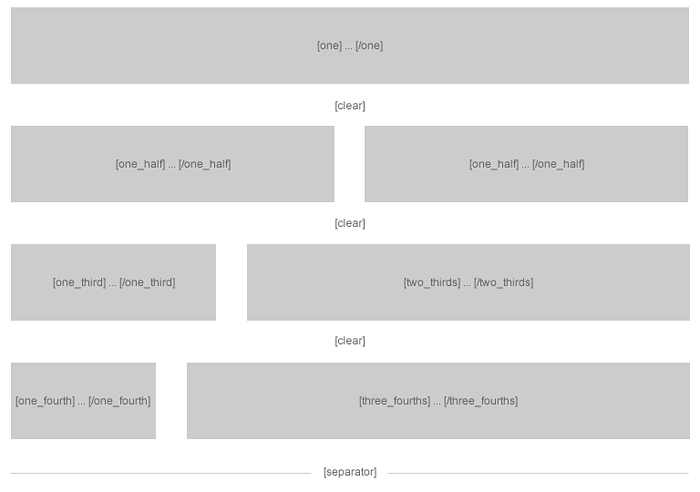 [one] ... [/one]
[clear]
[one_half] ... [/one_half] [one_half] ... [/one_half]
[clear]
[one_third] ... [/one_third] [two_thirds] ... [/two_thirds]
[clear]
[one_fourth] ... [/one_fourth] [three_fourths] ... [/three_fourths]
[separator]